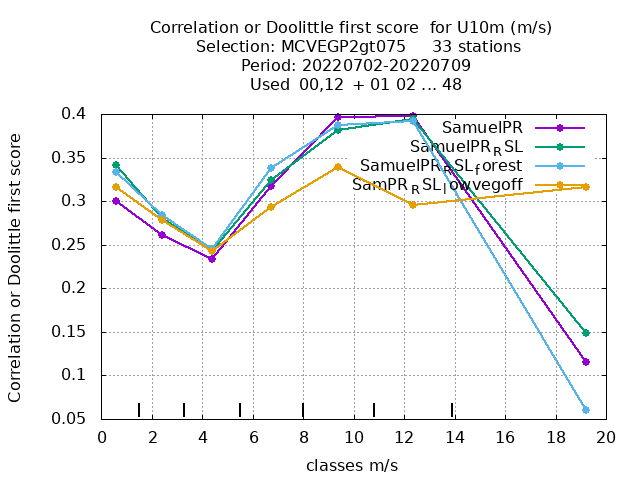 Correlation or Doolittle first score  for U10m (m/s)
Selection: MCVEGP2gt075     33 stations
Period: 20220702-20220709
Used  00,12  + 01 02 ... 48
SamuelPR
SamuelPR_RSL
SamuelPR_RSL_forest
SamPR_RSL_lowvegoff
Correlation or Doolittle first score
0.4
0.35
0.3
0.25
0.2
0.15
0.1
0.05
0 2 4 6 8 10 12 14 16 18 20
classes m/s